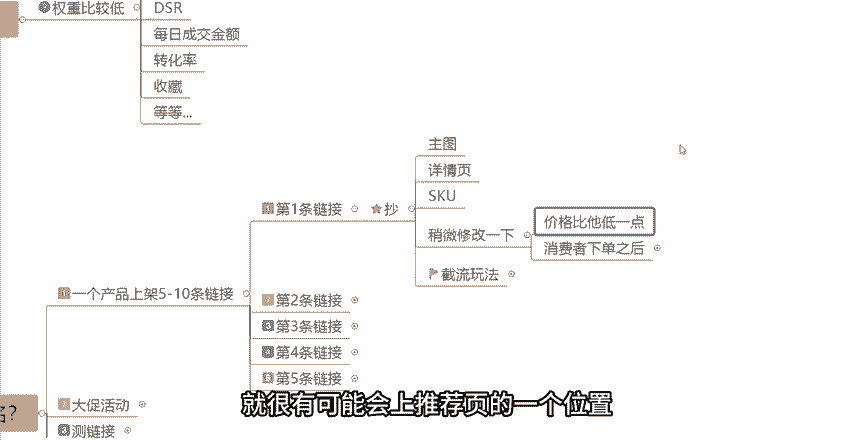 权重比较低
DSR
每日成交金额
转化率
收藏
等等...
主图
详情页
SKU
第1条链接
抄
稍微修改一下
价格比他低一点
消费者下单之后
截流玩法
一个产品上架5-10条链接
第2条链接
第3条链接
第4条链接
第5条链接
大促活动
测链接
就很有可能会上推荐页的一个位置